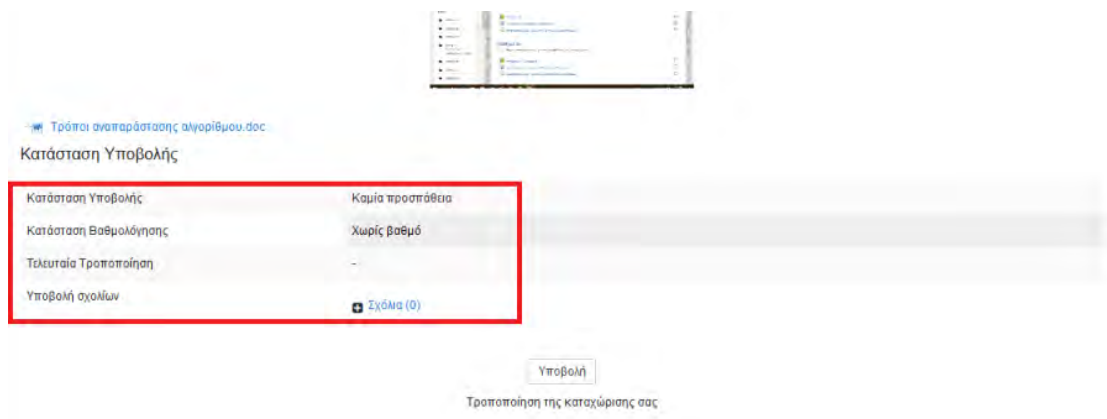 Τρόποι αναπαράστασης αλγορίθμου.doc
Κατάσταση Υποβολής
Κατάσταση Υποβολής Καμία προσπάθεια
Κατάσταση Βαθμολόγησης Χωρίς βαθμό
Τελευταία Τροποποίηση -
Υποβολή σχολίων Σχόλια (0)
Υποβολή
Τροποποίηση της καταχώρισης σας